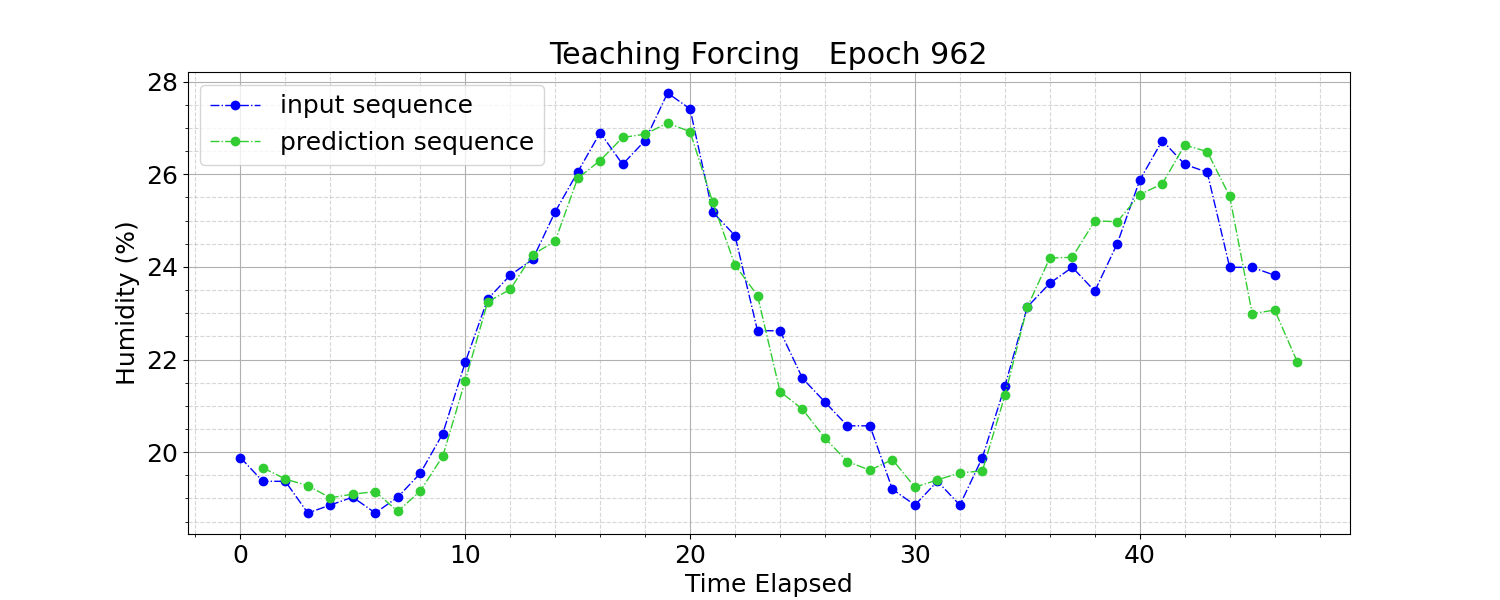 Teaching Forcing   Epoch 962
input sequence
prediction sequence
Humidity (%)
28
26
24
22
20
0 10 20 30 40
Time Elapsed